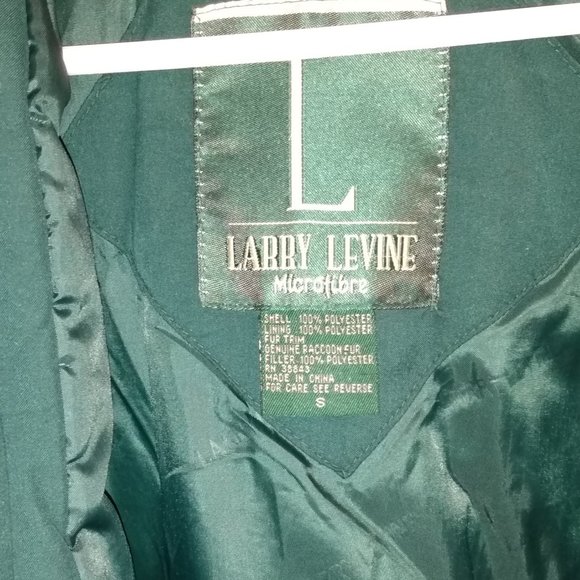 L
LARRY LEVINE
Microfibre
SHELL 100% POLYESTER
LINING 100% POLYESTER
FUR TRIM
GENUINE RACCOON FUR
FILLER 100% POLYESTER
RN 35843
MADE IN CHINA
FOR CARE SEE REVERSE
S